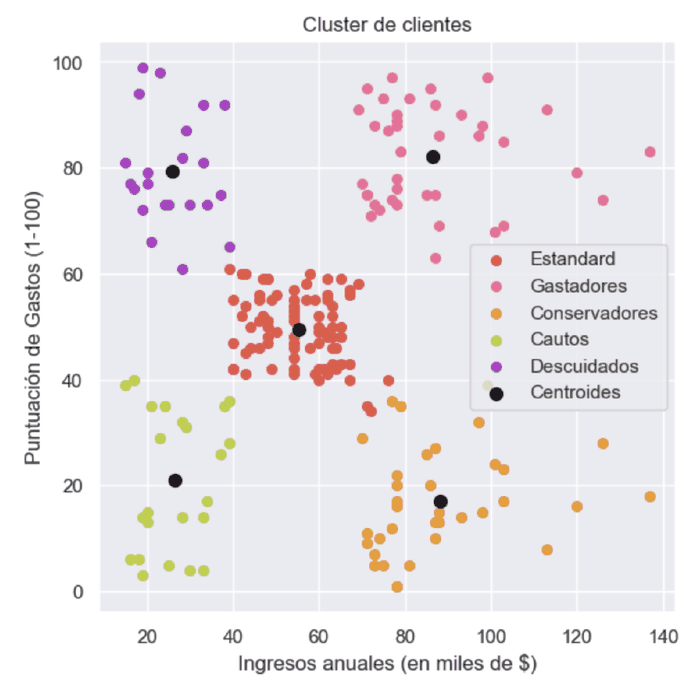 Cluster de clientes
Puntuación de Gastos (1-100)
100
80
60
40
20
0
Estandard
Gastadores
Conservadores
Cautos
Descuidados
Centroides
20 40 60 80 100 120 140
Ingresos anuales (en miles de $)